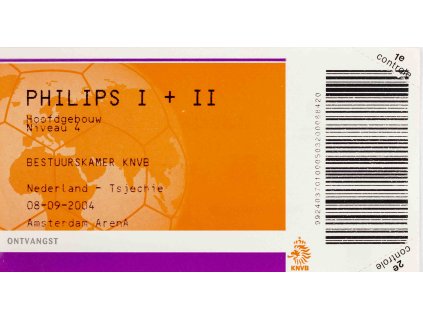 PHILIPS I + II
Hoofdgebouw
Niveau 4
BESTUURSKAMER KNVB
Nederland - Tsjechie
08-09-2004
Amsterdam ArenA
ONTVANGST
KNVB
1e controle
992403701000503200068420
2e controle